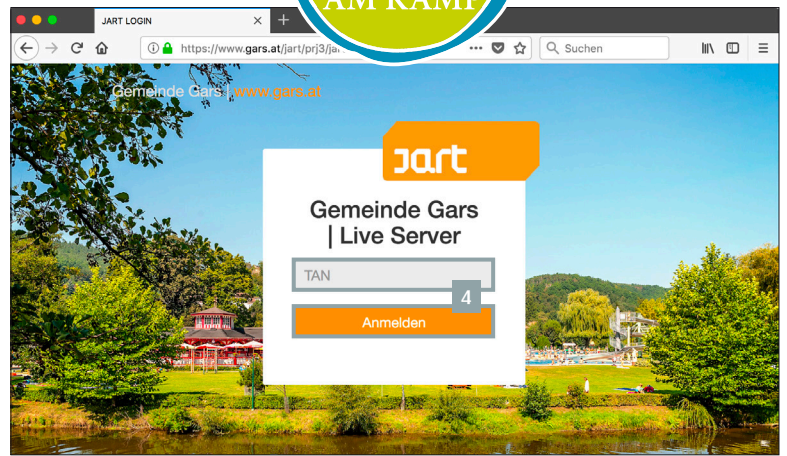 AM KAMP
JART LOGIN
https://www.gars.at/jart/prj3/jar
Suchen
Gemeinde Gars | www.gars.at
jart
Gemeinde Gars
| Live Server
TAN
4
Anmelden